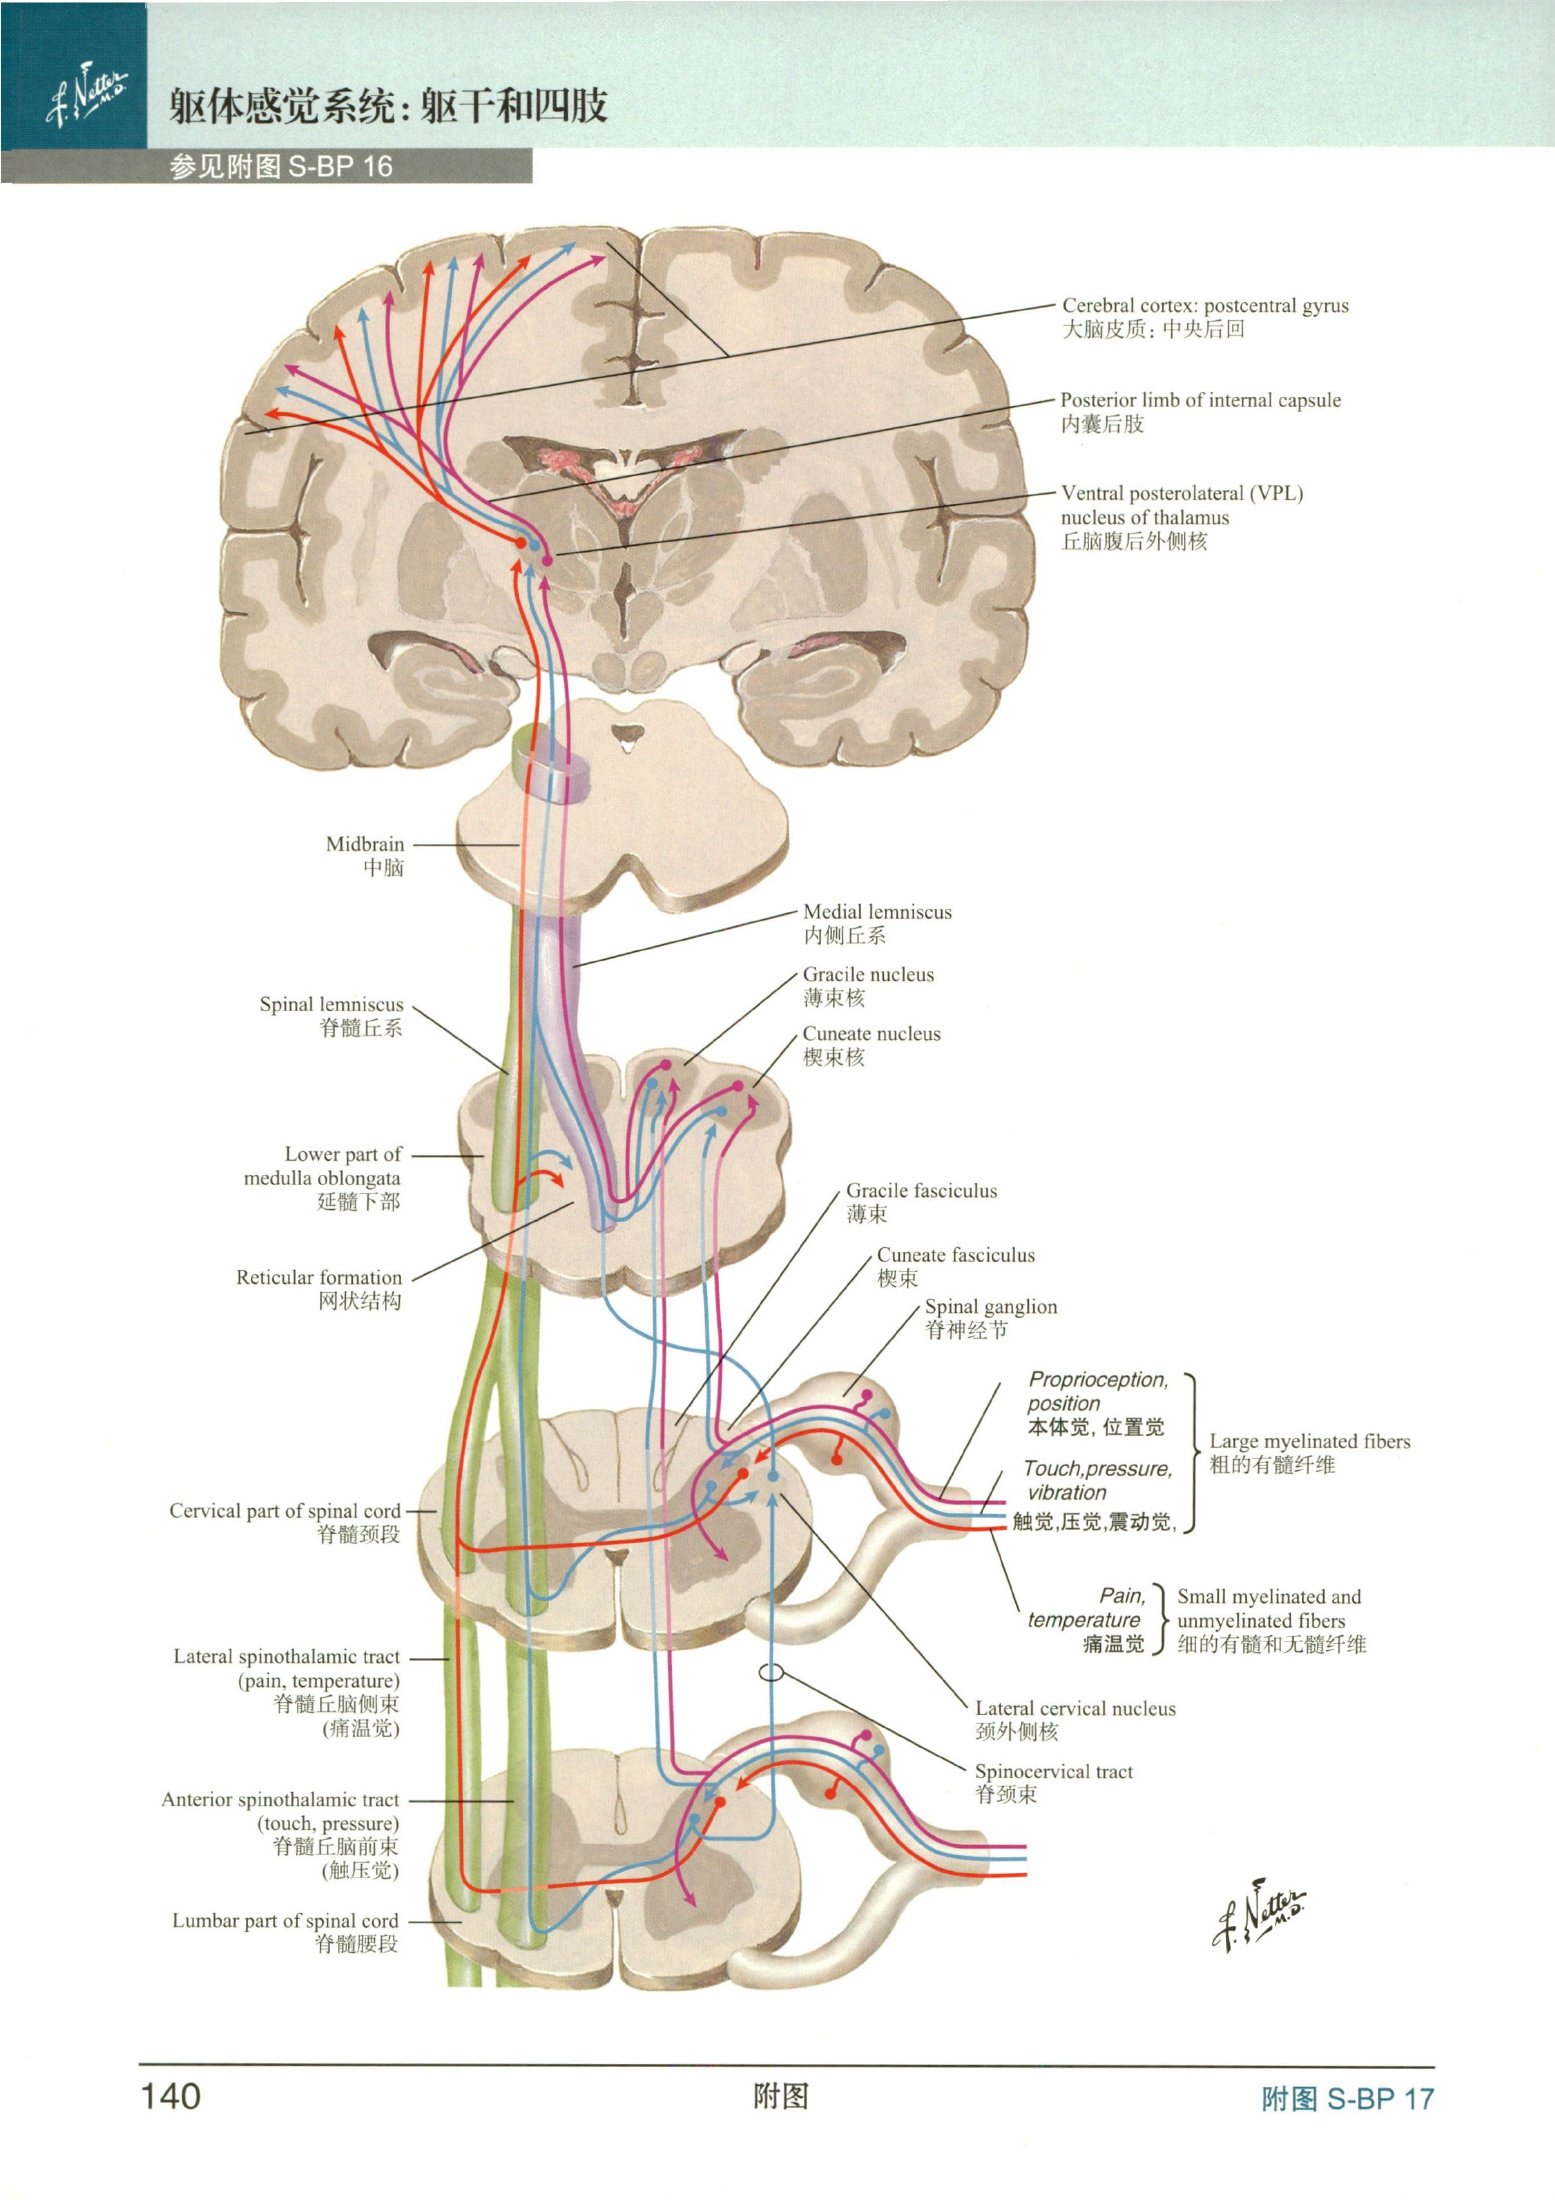 F. Netter M.D.
躯体感觉系统：躯干和四肢
参见附图 S-BP 16
Cerebral cortex: postcentral gyrus
大脑皮质：中央后回
Posterior limb of internal capsule
内囊后肢
Ventral posterolateral (VPL)
nucleus of thalamus
丘脑腹后外侧核
Midbrain
中脑
Medial lemniscus
内侧丘系
Gracile nucleus
薄束核
Spinal lemniscus
脊髓丘系
Cuneate nucleus
楔束核
Lower part of
medulla oblongata
延髓下部
Gracile fasciculus
薄束
Cuneate fasciculus
楔束
Reticular formation
网状结构
Spinal ganglion
脊神经节
Proprioception,
position
本体觉, 位置觉
Touch,pressure,
vibration
触觉,压觉,震动觉,
Large myelinated fibers
粗的有髓纤维
Cervical part of spinal cord
脊髓颈段
Pain,
temperature
痛温觉
Small myelinated and
unmyelinated fibers
细的有髓和无髓纤维
Lateral spinothalamic tract
(pain, temperature)
脊髓丘脑侧束
(痛温觉)
Lateral cervical nucleus
颈外侧核
Spinocervical tract
脊颈束
Anterior spinothalamic tract
(touch, pressure)
脊髓丘脑前束
(触压觉)
Lumbar part of spinal cord
脊髓腰段
F. Netter M.D.
140
附图
附图 S-BP 17